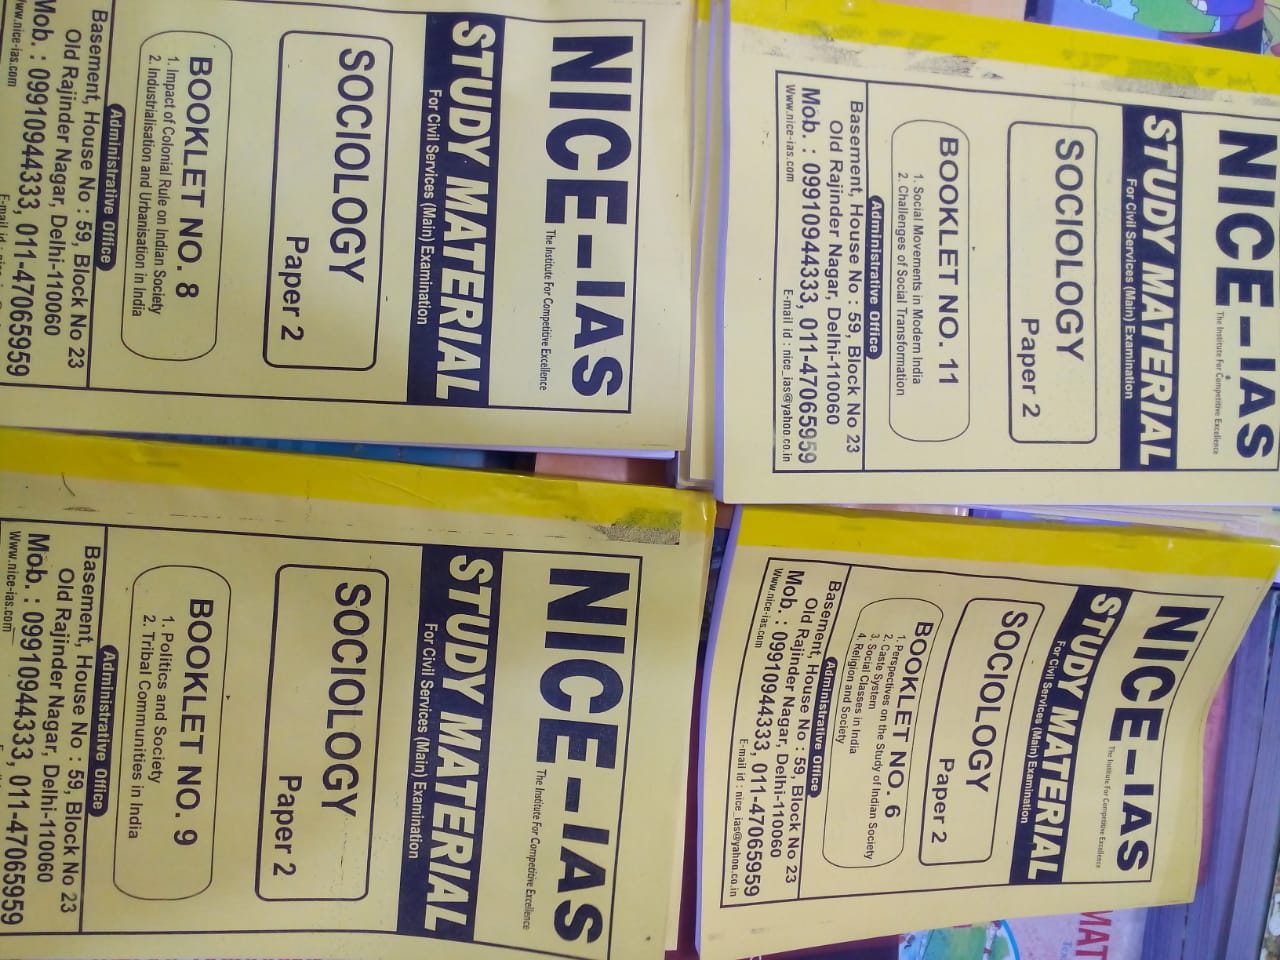 NICE-IAS
The Institute For Competitive Excellence
STUDY MATERIAL
For Civil Services (Main) Examination
SOCIOLOGY
Paper 2
BOOKLET NO. 8
1. Impact of Colonial Rule on Indian Society
2. Industrialisation and Urbanisation in India
Administrative Office
Basement, House No : 59, Block No 23
Old Rajinder Nagar, Delhi-110060
Mob. : 09910944333, 011-47065959
www.nice-ias.com
E-mail id :
NICE-IAS
The Institute For Competitive Excellence
STUDY MATERIAL
For Civil Services (Main) Examination
SOCIOLOGY
Paper 2
BOOKLET NO. 11
1. Social Movements in Modern India
2. Challenges of Social Transformation
Administrative Office
Basement, House No : 59, Block No 23
Old Rajinder Nagar, Delhi-110060
Mob. : 09910944333, 011-47065959
Www.nice-ias.com E-mail id : nice_ias@yahoo.co.in
NICE-IAS
The Institute For Competitive Excellence
STUDY MATERIAL
For Civil Services (Main) Examination
SOCIOLOGY
Paper 2
BOOKLET NO. 9
1. Politics and Society
2. Tribal Communities in India
Administrative Office
Basement, House No : 59, Block No 23
Old Rajinder Nagar, Delhi-110060
Mob. : 09910944333, 011-47065959
Www.nice-ias.com
NICE-IAS
The Institute For Competitive Excellence
STUDY MATERIAL
For Civil Services (Main) Examination
SOCIOLOGY
Paper 2
BOOKLET NO. 6
1. Perspectives on the Study of Indian Society
2. Caste System
3. Social Classes in India
4. Religion and Society
Administrative Office
Basement, House No : 59, Block No 23
Old Rajinder Nagar, Delhi-110060
Mob. : 09910944333, 011-47065959
Www.nice-ias.com E-mail id : nice_ias@yahoo.co.in
MAT